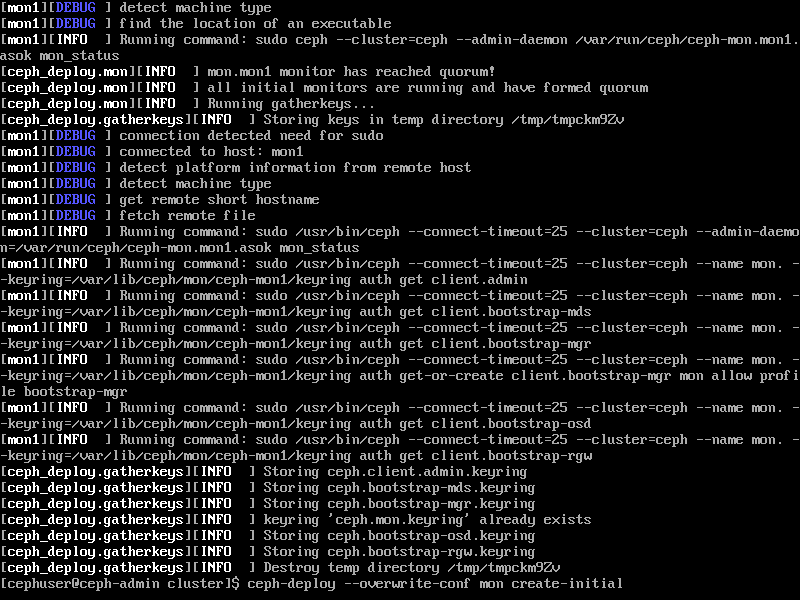 [mon1][DEBUG ] detect machine type
[mon1][DEBUG ] find the location of an executable
[mon1][INFO  ] Running command: sudo ceph --cluster=ceph --admin-daemon /var/run/ceph/ceph-mon.mon1.
asok mon_status
[ceph_deploy.mon][INFO  ] mon.mon1 monitor has reached quorum!
[ceph_deploy.mon][INFO  ] all initial monitors are running and have formed quorum
[ceph_deploy.mon][INFO  ] Running gatherkeys...
[ceph_deploy.gatherkeys][INFO  ] Storing keys in temp directory /tmp/tmpckm9Zv
[mon1][DEBUG ] connection detected need for sudo
[mon1][DEBUG ] connected to host: mon1
[mon1][DEBUG ] detect platform information from remote host
[mon1][DEBUG ] detect machine type
[mon1][DEBUG ] get remote short hostname
[mon1][DEBUG ] fetch remote file
[mon1][INFO  ] Running command: sudo /usr/bin/ceph --connect-timeout=25 --cluster=ceph --admin-daemo
n=/var/run/ceph/ceph-mon.mon1.asok mon_status
[mon1][INFO  ] Running command: sudo /usr/bin/ceph --connect-timeout=25 --cluster=ceph --name mon. -
-keyring=/var/lib/ceph/mon/ceph-mon1/keyring auth get client.admin
[mon1][INFO  ] Running command: sudo /usr/bin/ceph --connect-timeout=25 --cluster=ceph --name mon. -
-keyring=/var/lib/ceph/mon/ceph-mon1/keyring auth get client.bootstrap-mds
[mon1][INFO  ] Running command: sudo /usr/bin/ceph --connect-timeout=25 --cluster=ceph --name mon. -
-keyring=/var/lib/ceph/mon/ceph-mon1/keyring auth get client.bootstrap-mgr
[mon1][INFO  ] Running command: sudo /usr/bin/ceph --connect-timeout=25 --cluster=ceph --name mon. -
-keyring=/var/lib/ceph/mon/ceph-mon1/keyring auth get-or-create client.bootstrap-mgr mon allow profi
le bootstrap-mgr
[mon1][INFO  ] Running command: sudo /usr/bin/ceph --connect-timeout=25 --cluster=ceph --name mon. -
-keyring=/var/lib/ceph/mon/ceph-mon1/keyring auth get client.bootstrap-osd
[mon1][INFO  ] Running command: sudo /usr/bin/ceph --connect-timeout=25 --cluster=ceph --name mon. -
-keyring=/var/lib/ceph/mon/ceph-mon1/keyring auth get client.bootstrap-rgw
[ceph_deploy.gatherkeys][INFO  ] Storing ceph.client.admin.keyring
[ceph_deploy.gatherkeys][INFO  ] Storing ceph.bootstrap-mds.keyring
[ceph_deploy.gatherkeys][INFO  ] Storing ceph.bootstrap-mgr.keyring
[ceph_deploy.gatherkeys][INFO  ] keyring 'ceph.mon.keyring' already exists
[ceph_deploy.gatherkeys][INFO  ] Storing ceph.bootstrap-osd.keyring
[ceph_deploy.gatherkeys][INFO  ] Storing ceph.bootstrap-rgw.keyring
[ceph_deploy.gatherkeys][INFO  ] Destroy temp directory /tmp/tmpckm9Zv
[cephuser@ceph-admin cluster]$ ceph-deploy --overwrite-conf mon create-initial